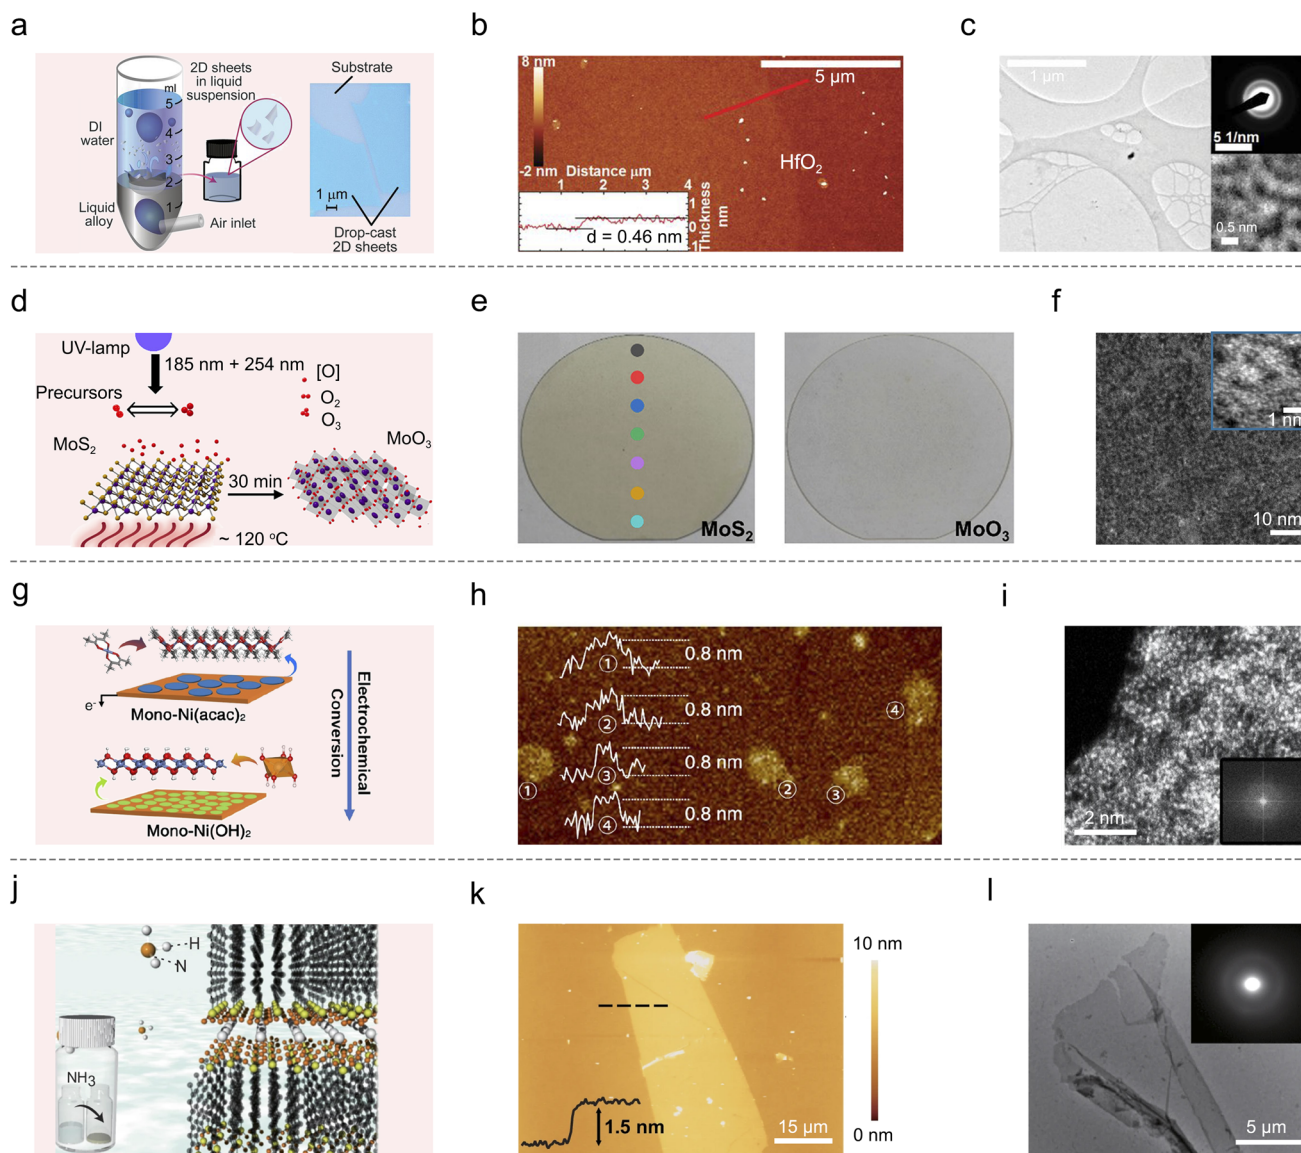 a
2D sheets
in liquid
suspension
ml
5
4
3
2
1
DI
water
Liquid
alloy
Air inlet
Substrate
1 μm
Drop-cast
2D sheets
b
8 nm
-2 nm
5 μm
HfO2
Distance μm
1 2 3 4
1
0
-1
Thickness
nm
d = 0.46 nm
c
1 μm
5 1/nm
0.5 nm
d
UV-lamp
185 nm + 254 nm
Precursors
[O]
O2
O3
MoS2
MoO3
30 min
~ 120 °C
e
MoS2
MoO3
f
1 nm
10 nm
g
e-
Mono-Ni(acac)2
Mono-Ni(OH)2
Electrochemical
Conversion
h
① 0.8 nm
② 0.8 nm
③ 0.8 nm
④ 0.8 nm
①
②
③
④
i
2 nm
j
H
N
NH3
k
1.5 nm
15 μm
10 nm
0 nm
l
5 μm